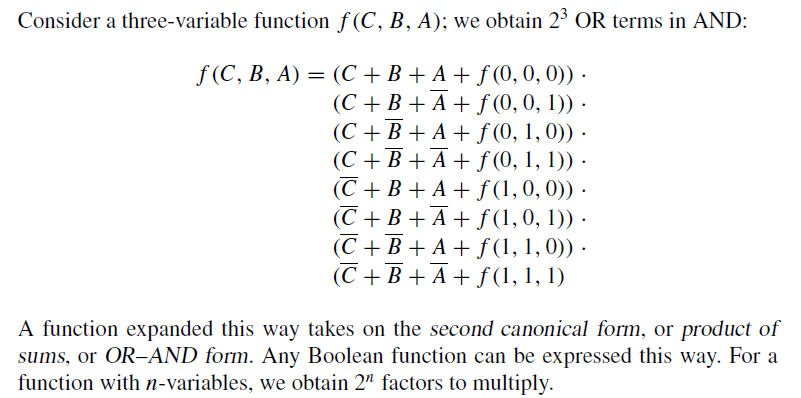 Consider a three-variable function f(C, B, A); we obtain 2³ OR terms in AND:
f(C, B, A) = (C + B + A + f(0, 0, 0)) ·
(C + B + A̅ + f(0, 0, 1)) ·
(C + B̅ + A + f(0, 1, 0)) ·
(C + B̅ + A̅ + f(0, 1, 1)) ·
(C̅ + B + A + f(1, 0, 0)) ·
(C̅ + B + A̅ + f(1, 0, 1)) ·
(C̅ + B̅ + A + f(1, 1, 0)) ·
(C̅ + B̅ + A̅ + f(1, 1, 1)
A function expanded this way takes on the second canonical form, or product of
sums, or OR–AND form. Any Boolean function can be expressed this way. For a
function with n-variables, we obtain 2ⁿ factors to multiply.